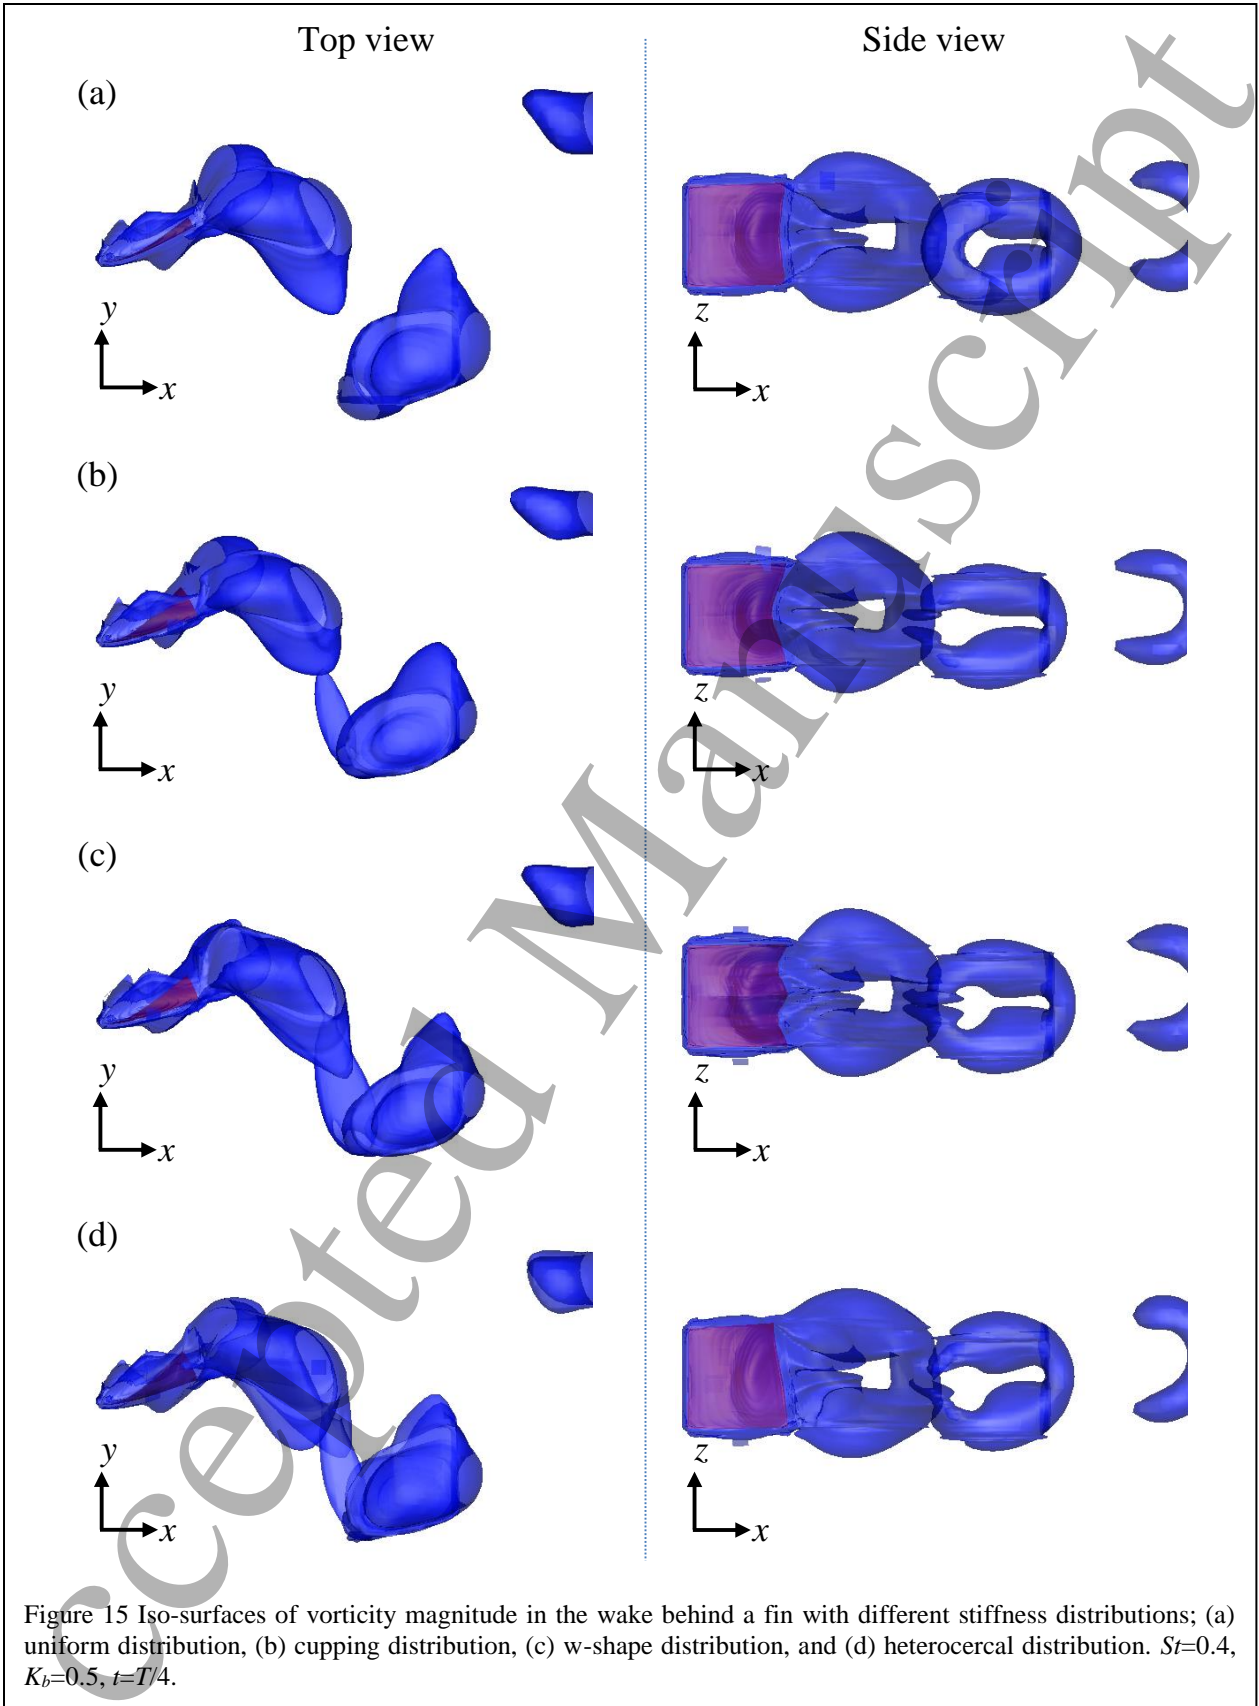 Top view
Side view
(a)
y
x
z
x
(b)
y
x
z
x
(c)
y
x
z
x
(d)
y
x
z
x
ccepted Manuscript
Figure 15 Iso-surfaces of vorticity magnitude in the wake behind a fin with different stiffness distributions; (a)
uniform distribution, (b) cupping distribution, (c) w-shape distribution, and (d) heterocercal distribution. St=0.4,
Kb=0.5, t=T/4.